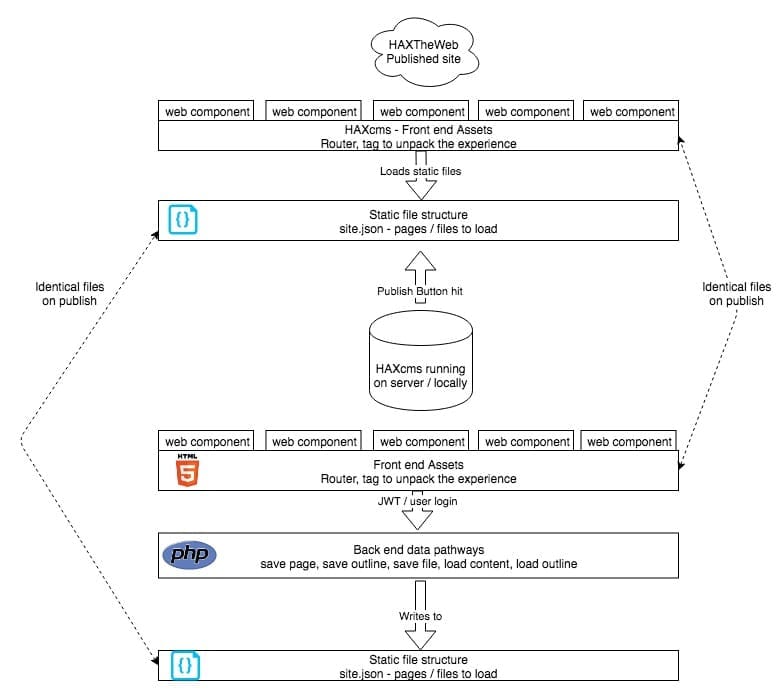 HAXTheWeb
Published site
web component
web component
web component
web component
web component
HAXcms - Front end Assets
Router, tag to unpack the experience
Loads static files
{}
Static file structure
site.json - pages / files to load
Identical files
on publish
Identical files
on publish
Publish Button hit
HAXcms running
on server / locally
web component
web component
web component
web component
web component
HTML
5
Front end Assets
Router, tag to unpack the experience
JWT / user login
php
Back end data pathways
save page, save outline, save file, load content, load outline
Writes to
{}
Static file structure
site.json - pages / files to load